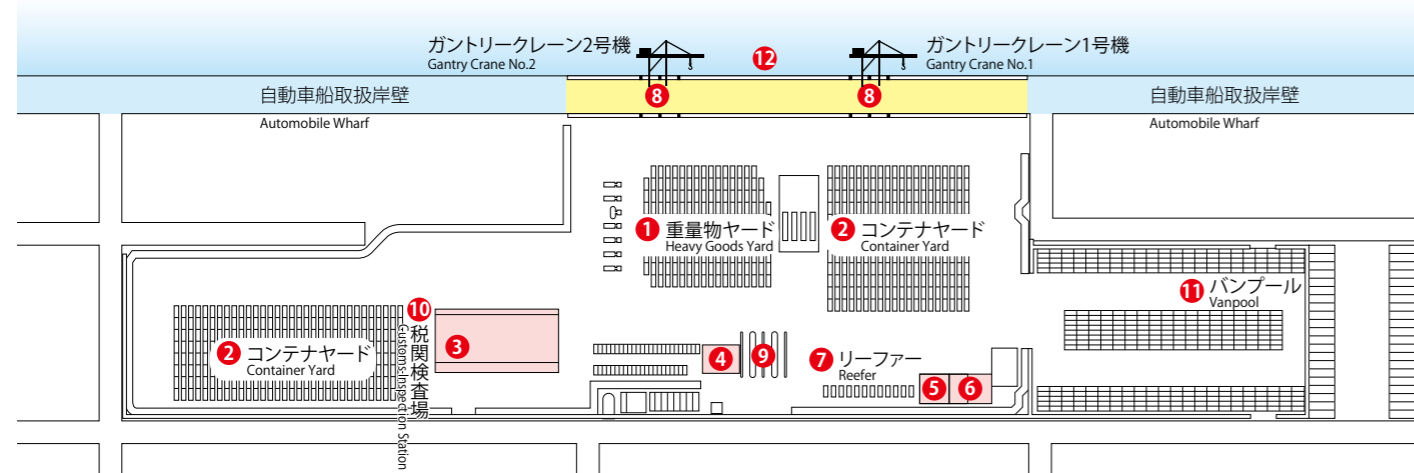 ガントリークレーン2号機
Gantry Crane No.2
12
ガントリークレーン1号機
Gantry Crane No.1
自動車船取扱岸壁
Automobile Wharf
8
8
自動車船取扱岸壁
Automobile Wharf
1 重量物ヤード
Heavy Goods Yard
2 コンテナヤード
Container Yard
11 バンプール
Vanpool
10
税関検査場
Customs Inspection Station
2 コンテナヤード
Container Yard
3
4
9
7 リーファー
Reefer
5
6